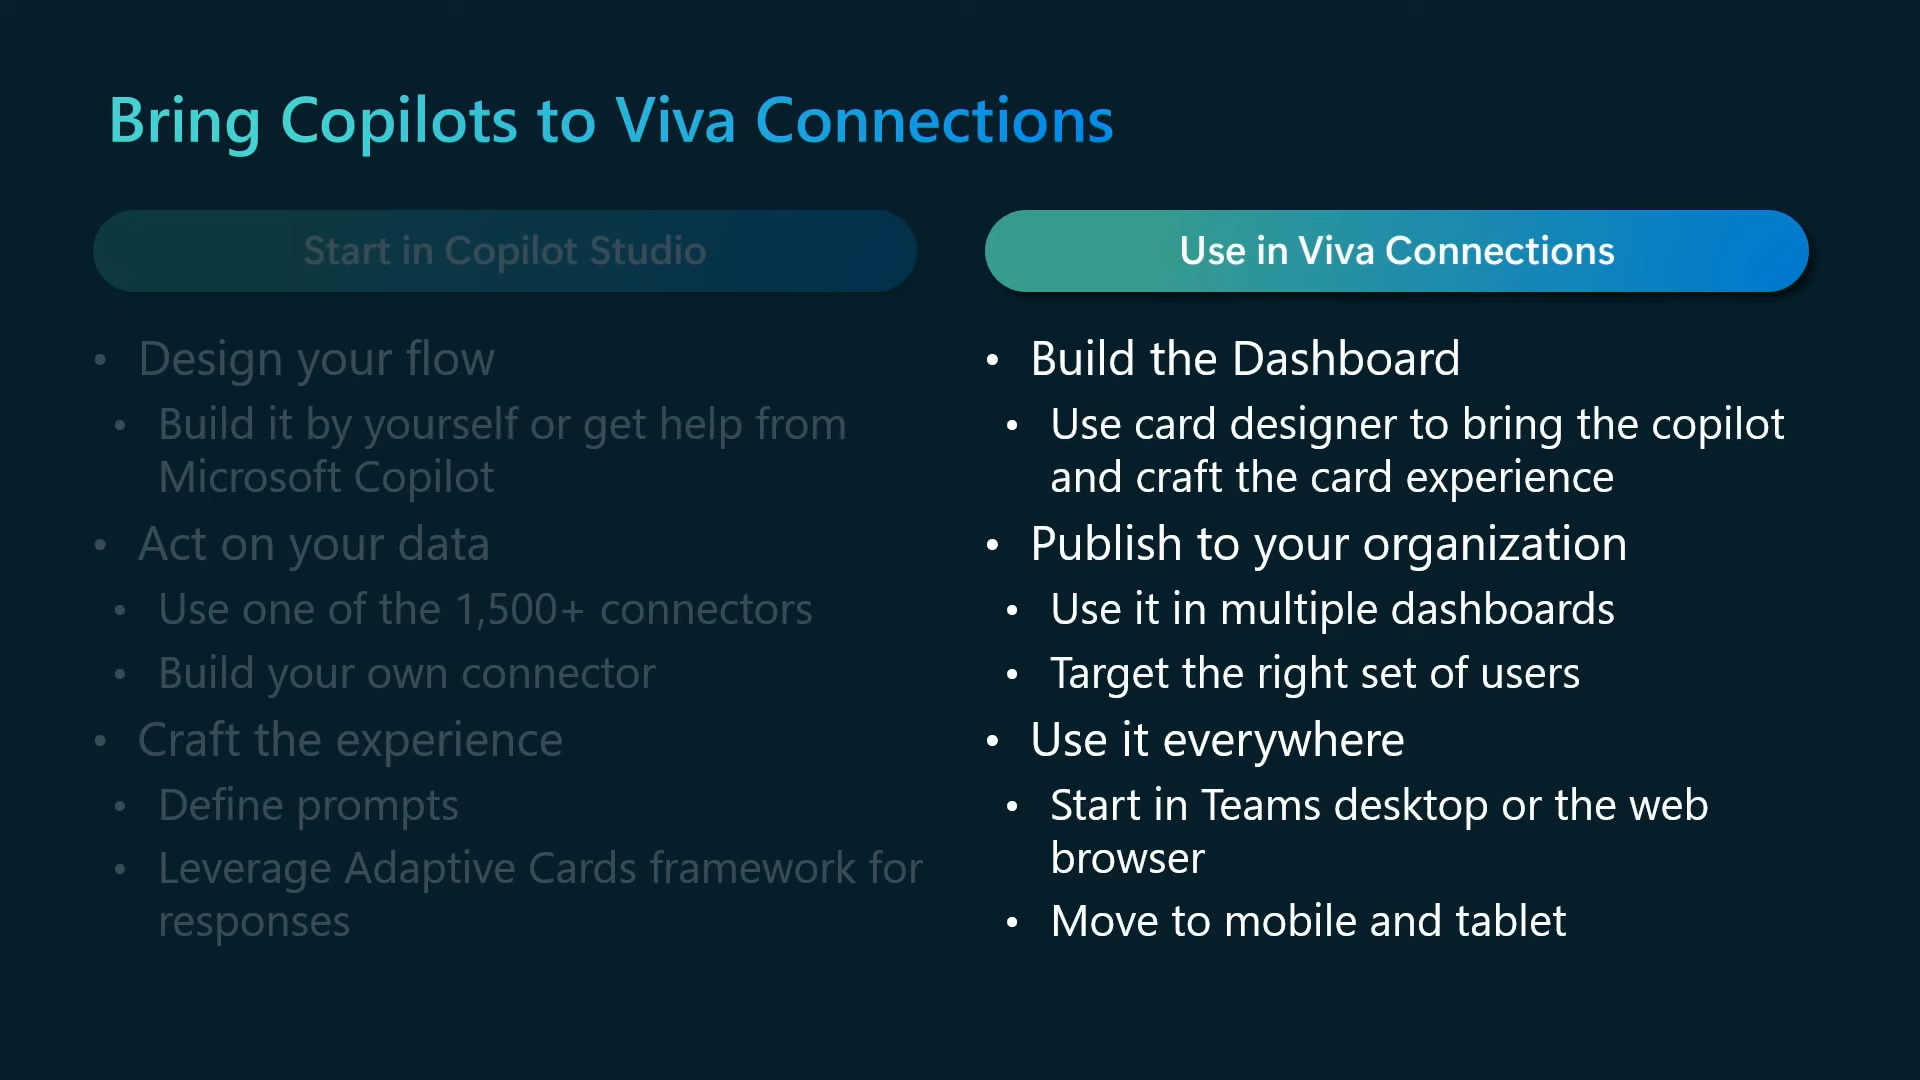 Bring Copilots to Viva Connections
Start in Copilot Studio
• Design your flow
• Build it by yourself or get help from
Microsoft Copilot
• Act on your data
• Use one of the 1,500+ connectors
• Build your own connector
• Craft the experience
• Define prompts
• Leverage Adaptive Cards framework for
responses
Use in Viva Connections
• Build the Dashboard
• Use card designer to bring the copilot
and craft the card experience
• Publish to your organization
• Use it in multiple dashboards
• Target the right set of users
• Use it everywhere
• Start in Teams desktop or the web
browser
• Move to mobile and tablet